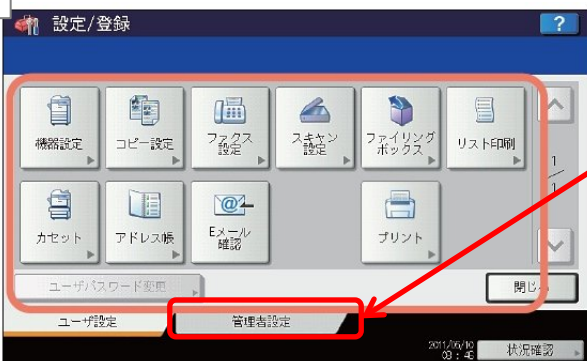 設定/登録
?
機器設定
コピー設定
ファクス
設定
スキャン
設定
ファイリング
ボックス
リスト印刷
1
1
カセット
アドレス帳
Eメール
確認
プリント
ユーザパスワード変更
閉じる
ユーザ設定
管理者設定
2011/05/10
03:46
状況確認